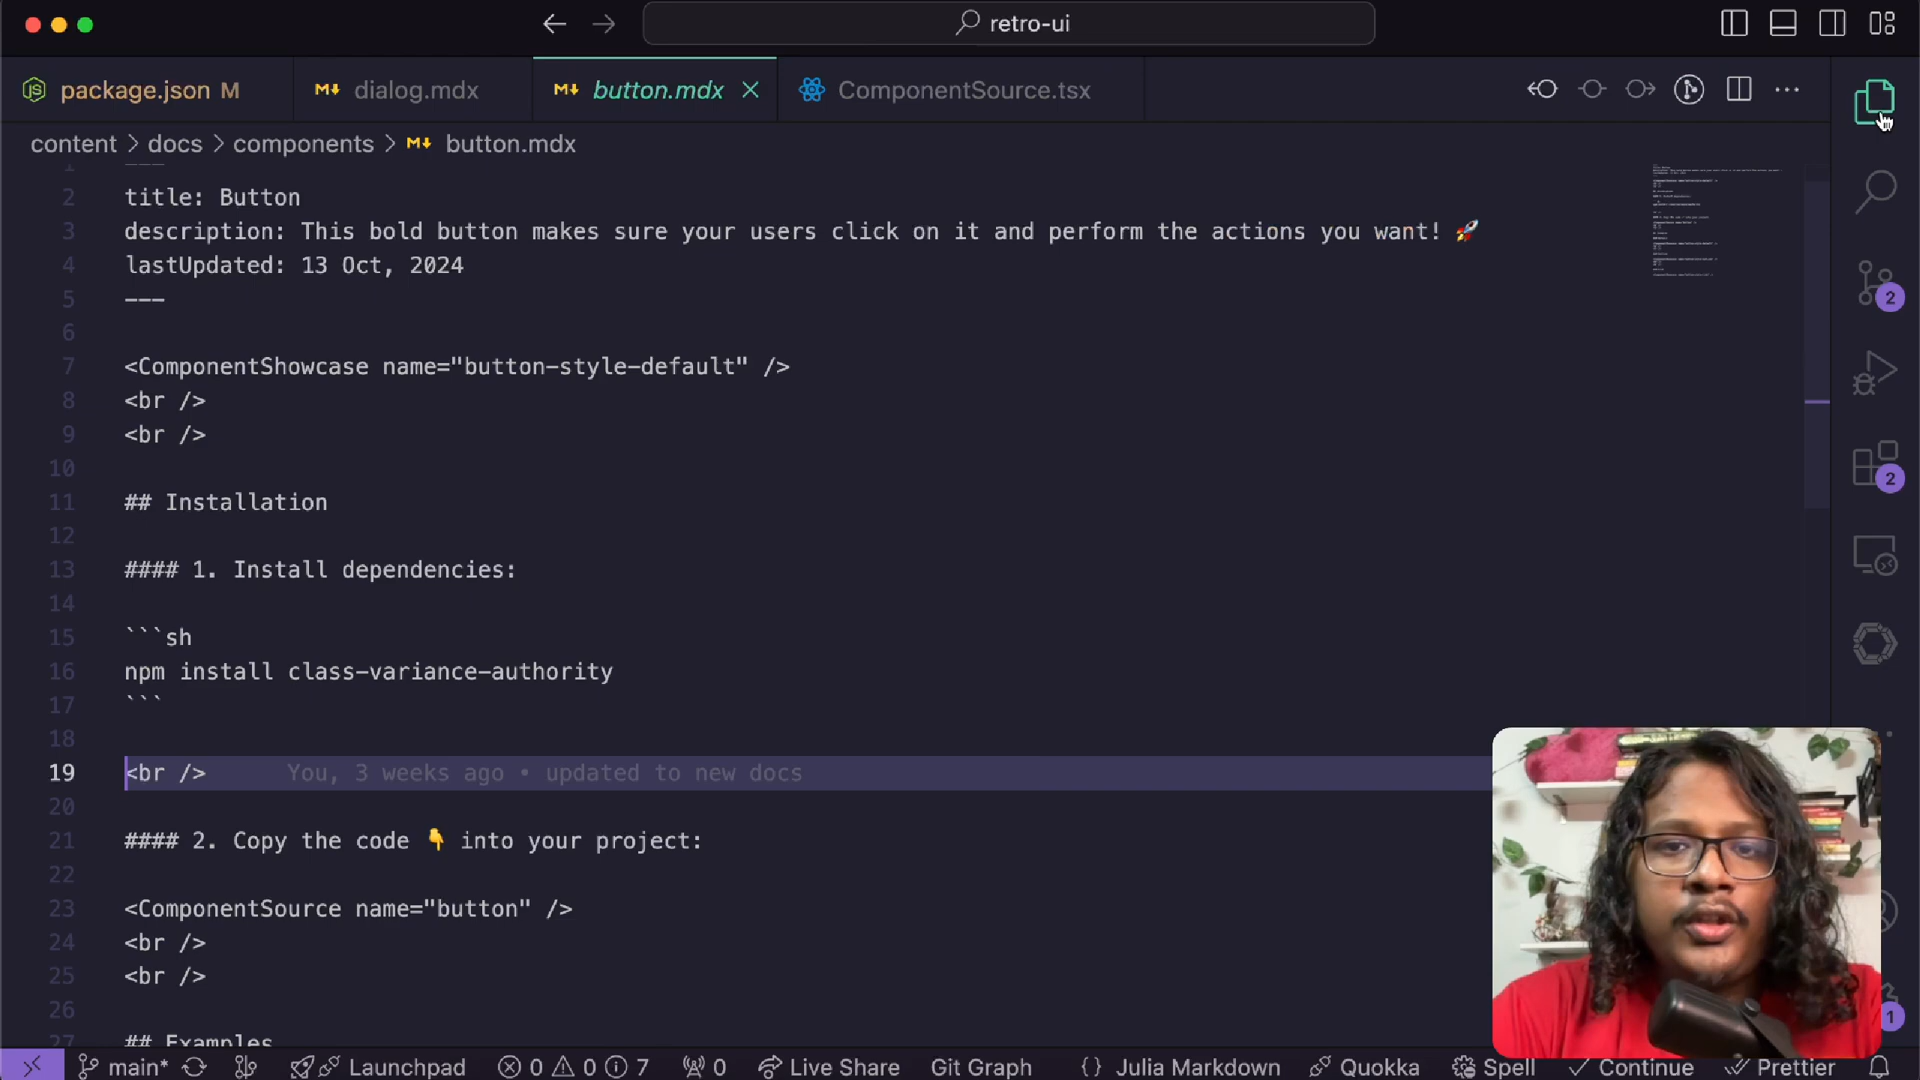 retro-ui
package.json M
dialog.mdx
button.mdx
ComponentSource.tsx
content > docs > components > button.mdx
1 ---
2 title: Button
3 description: This bold button makes sure your users click on it and perform the actions you want! 🚀
4 lastUpdated: 13 Oct, 2024
5 ---
6
7 <ComponentShowcase name="button-style-default" />
8 <br />
9 <br />
10
11 ## Installation
12
13 #### 1. Install dependencies:
14
15 ```sh
16 npm install class-variance-authority
17 ```
18
19 <br /> You, 3 weeks ago • updated to new docs
20
21 #### 2. Copy the code 👇 into your project:
22
23 <ComponentSource name="button" />
24 <br />
25 <br />
26
27 ## Examples
2
2
1
main* Launchpad 0 0 7 0 Live Share Git Graph {} Julia Markdown Quokka Spell Continue Prettier